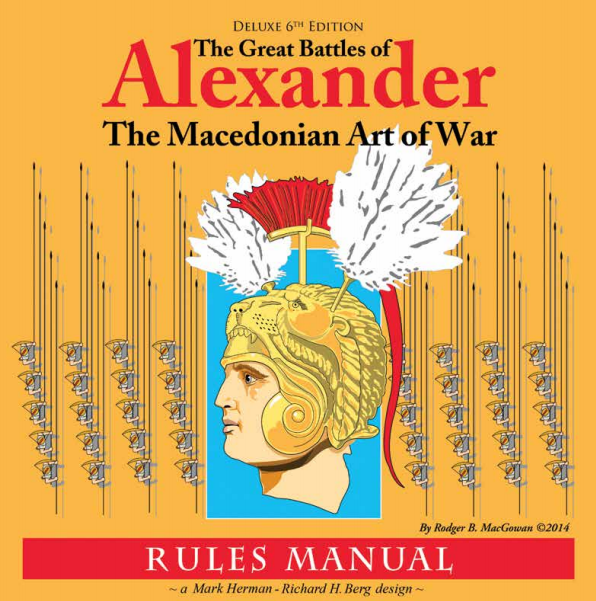 DELUXE 6TH EDITION
The Great Battles of
Alexander
The Macedonian Art of War
By Rodger B. MacGowan ©2014
RULES MANUAL
~ a Mark Herman - Richard H. Berg design ~